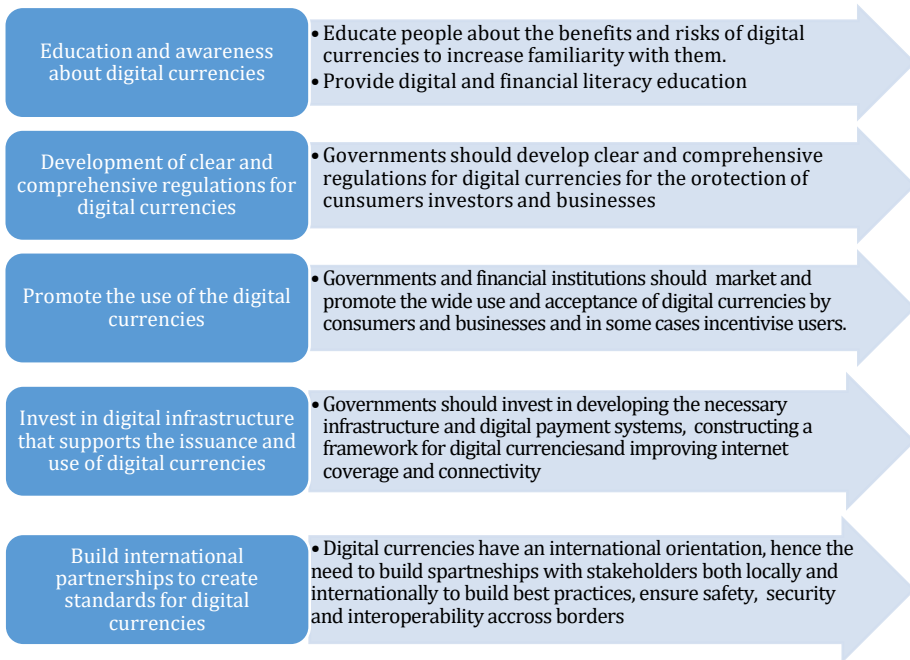 Education and awareness
about digital currencies
• Educate people about the benefits and risks of digital
currencies to increase familiarity with them.
• Provide digital and financial literacy education
Development of clear and
comprehensive regulations for
digital currencies
• Governments should develop clear and comprehensive
regulations for digital currencies for the orotection of
cunsumers investors and businesses
Promote the use of the digital
currencies
• Governments and financial institutions should market and
promote the wide use and acceptance of digital currencies by
consumers and businesses and in some cases incentivise users.
Invest in digital infrastructure
that supports the issuance and
use of digital currencies
• Governments should invest in developing the necessary
infrastructure and digital payment systems, constructing a
framework for digital currenciesand improving internet
coverage and connectivity
Build international
partnerships to create
standards for digital
currencies
• Digital currencies have an international orientation, hence the
need to build spartneships with stakeholders both locally and
internationally to build best practices, ensure safety, security
and interoperability accross borders